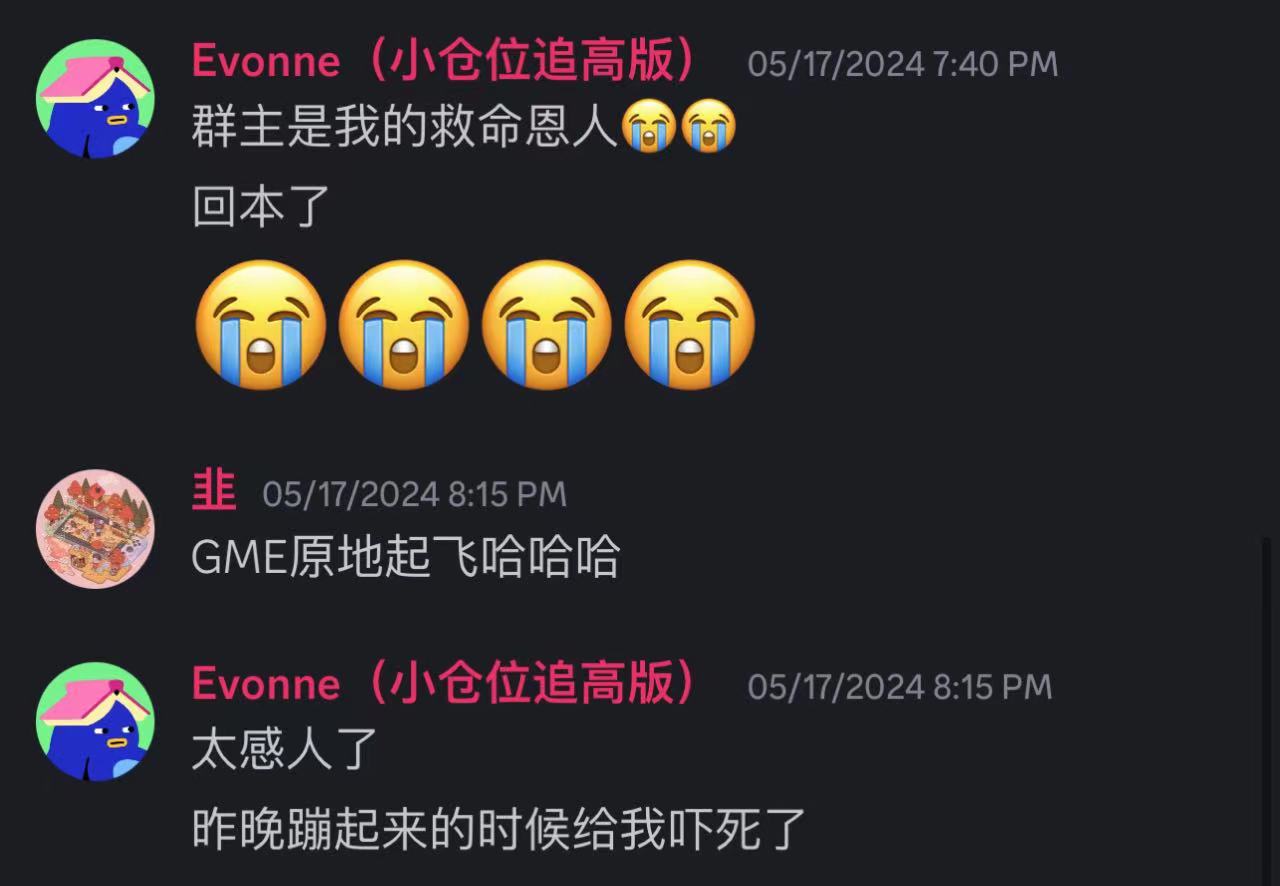 Evonne（小仓位追高版） 05/17/2024 7:40 PM
群主是我的救命恩人😭😭
回本了
😭😭😭😭
韭 05/17/2024 8:15 PM
GME原地起飞哈哈哈
Evonne（小仓位追高版） 05/17/2024 8:15 PM
太感人了
昨晚蹦起来的时候给我吓死了